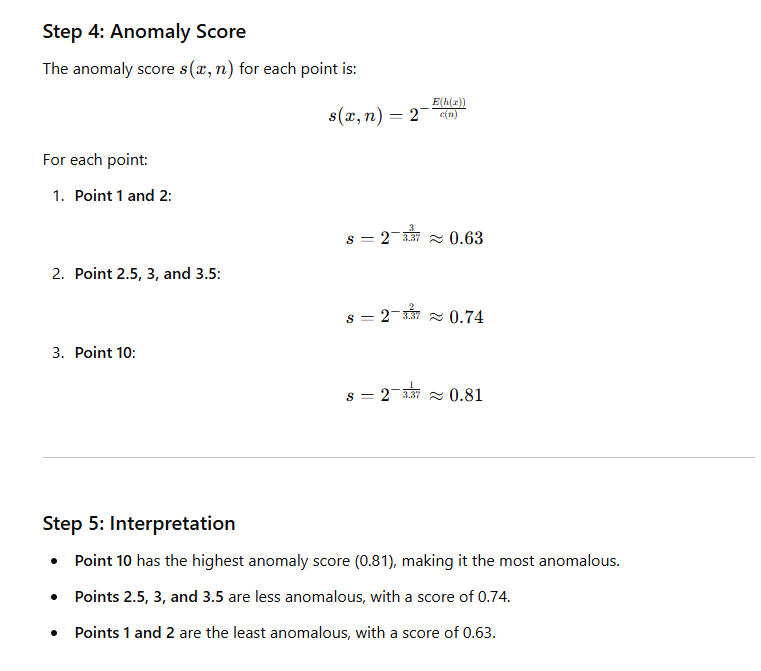 Step 4: Anomaly Score
The anomaly score s(x, n) for each point is:
s(x, n) = 2^{-\frac{E(h(x))}{c(n)}}
For each point:
1. Point 1 and 2:
s = 2^{-\frac{3}{3.37}} ≈ 0.63
2. Point 2.5, 3, and 3.5:
s = 2^{-\frac{2}{3.37}} ≈ 0.74
3. Point 10:
s = 2^{-\frac{1}{3.37}} ≈ 0.81
Step 5: Interpretation
• Point 10 has the highest anomaly score (0.81), making it the most anomalous.
• Points 2.5, 3, and 3.5 are less anomalous, with a score of 0.74.
• Points 1 and 2 are the least anomalous, with a score of 0.63.